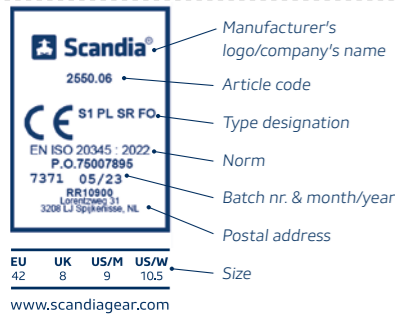 Scandia®
2550.06
CE S1 PL SR FO
EN ISO 20345 : 2022
P.O.75007895
7371 05/23
RR10900
Lorentzweg 31
3208 LJ Spijkenisse, NL
EU UK US/M US/W
42 8 9 10.5
www.scandiagear.com
Manufacturer's
logo/company's name
Article code
Type designation
Norm
Batch nr. & month/year
Postal address
Size